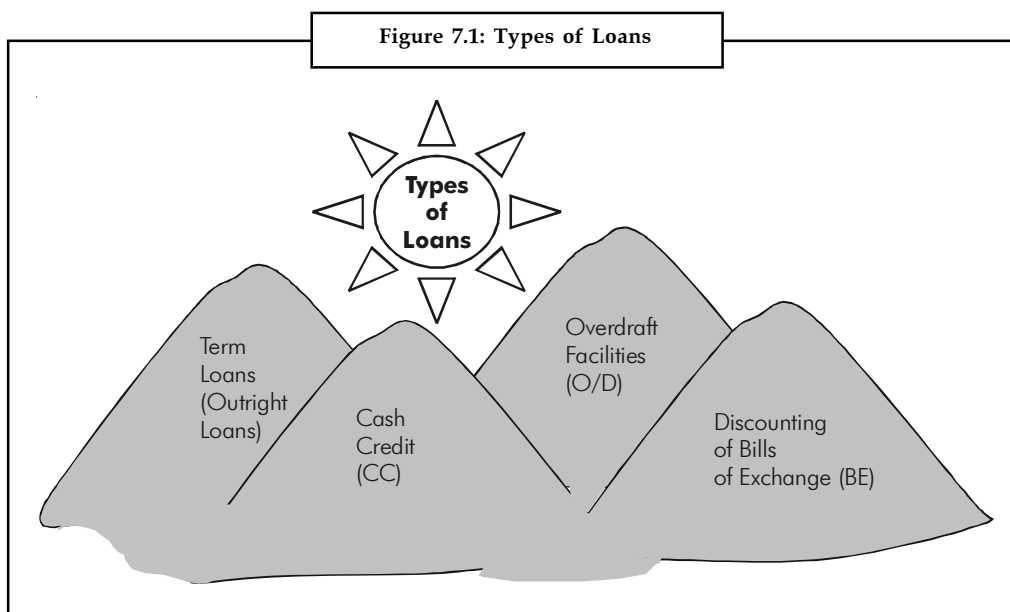 Figure 7.1: Types of Loans
Types
of
Loans
Term
Loans
(Outright
Loans)
Cash
Credit
(CC)
Overdraft
Facilities
(O/D)
Discounting
of Bills
of Exchange (BE)